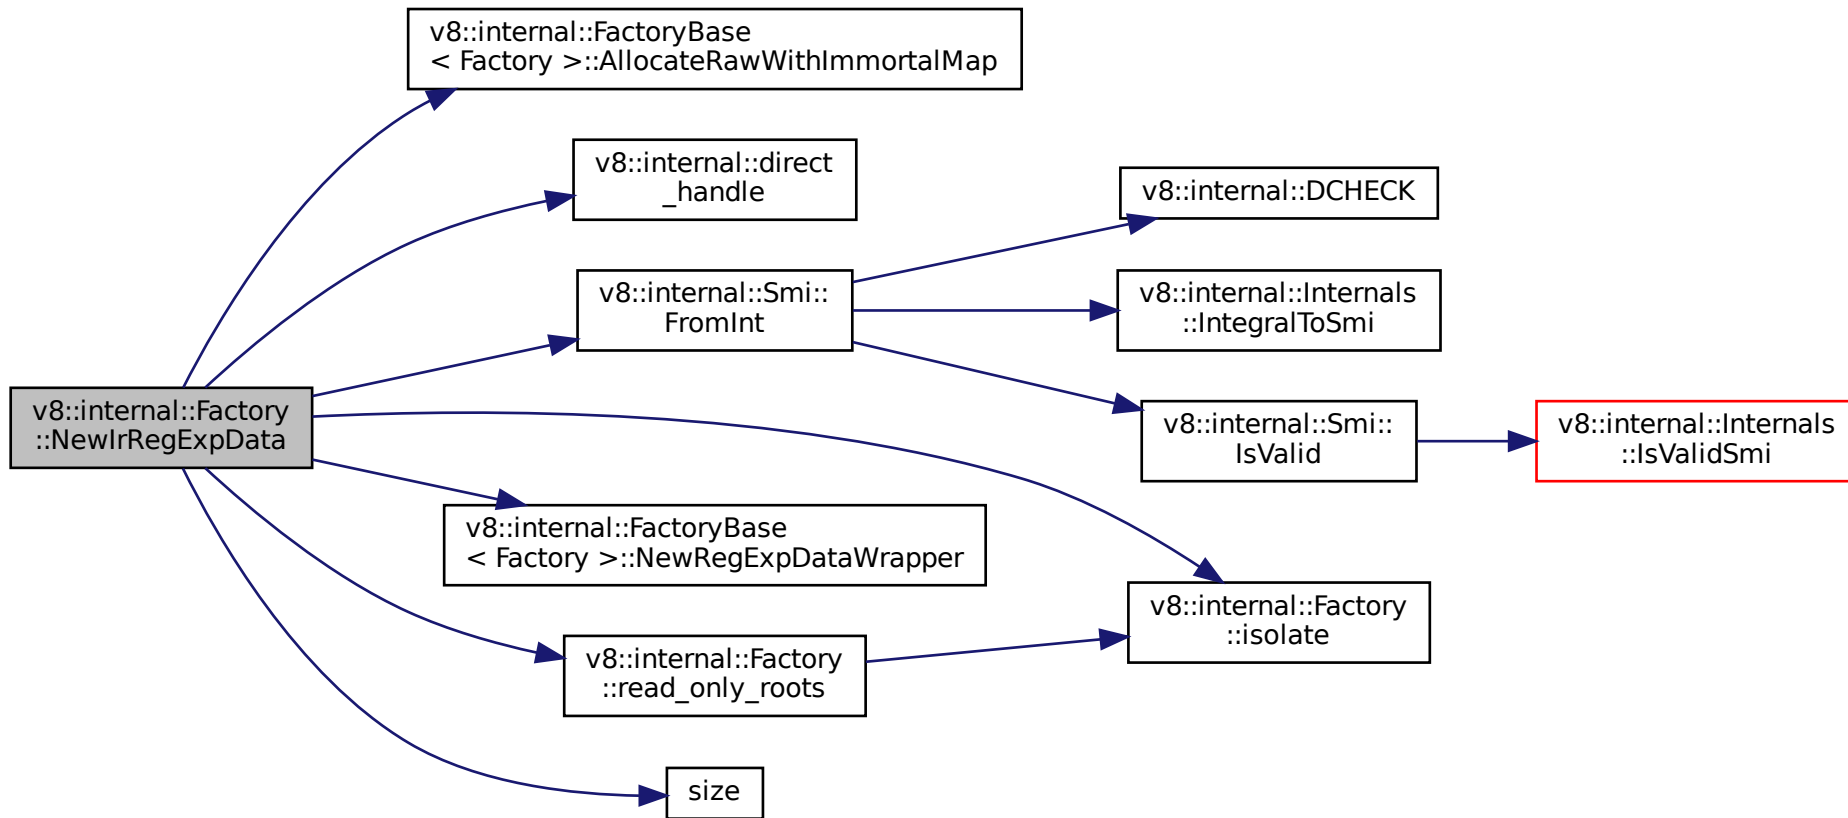 v8::internal::FactoryBase
< Factory >::AllocateRawWithImmortalMap
v8::internal::direct
_handle
v8::internal::DCHECK
v8::internal::Smi::
FromInt
v8::internal::Internals
::IntegralToSmi
v8::internal::Factory
::NewIrRegExpData
v8::internal::Smi::
IsValid
v8::internal::Internals
::IsValidSmi
v8::internal::FactoryBase
< Factory >::NewRegExpDataWrapper
v8::internal::Factory
::isolate
v8::internal::Factory
::read_only_roots
size